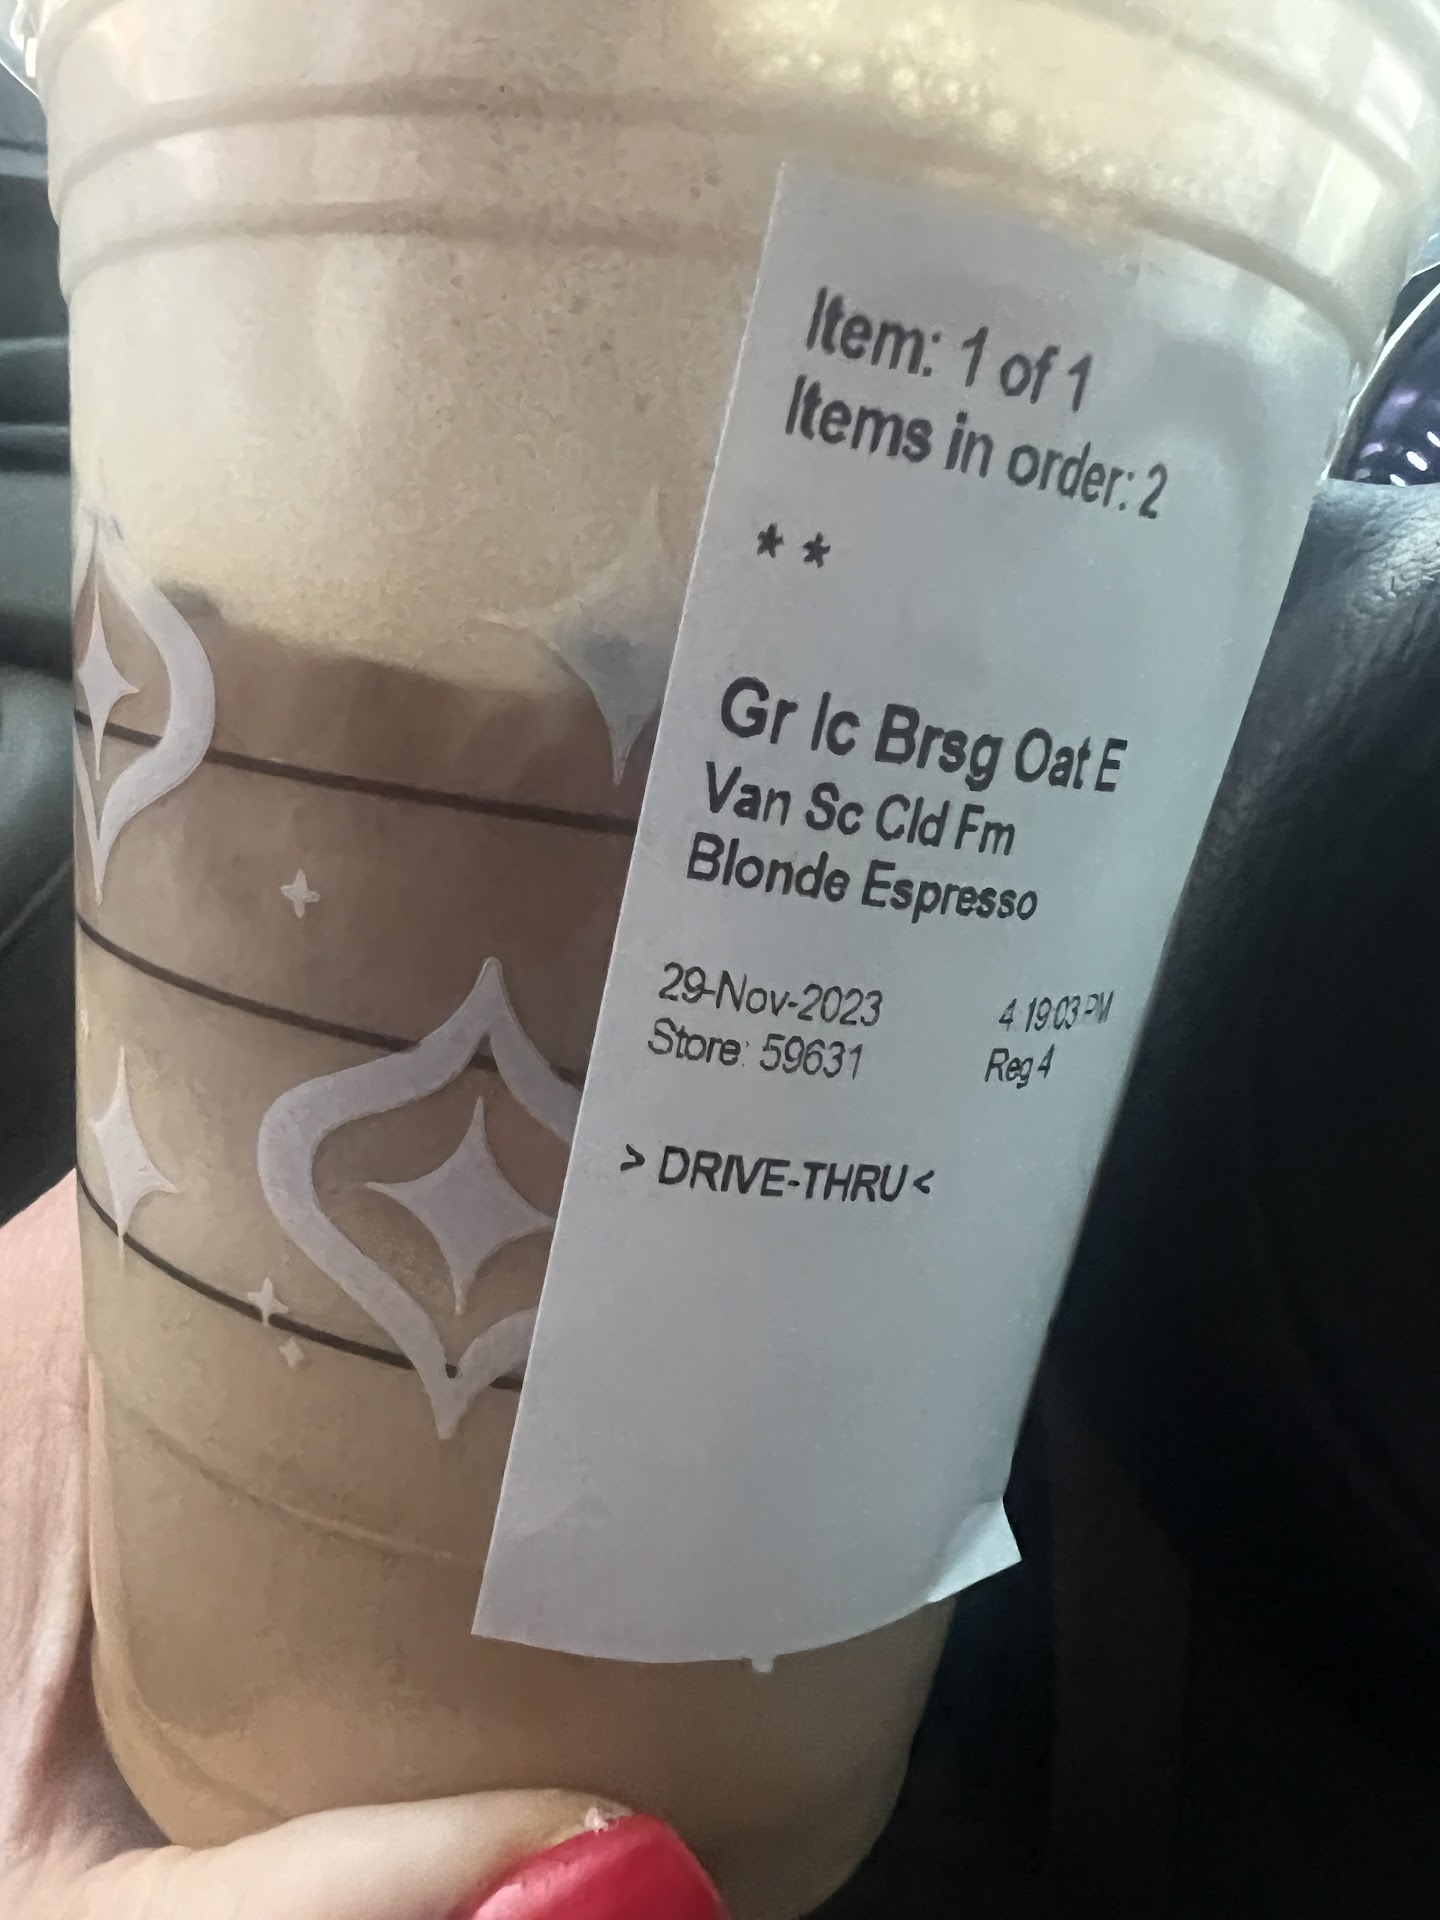 Item: 1 of 1
Items in order: 2
* *
Gr Ic Brsg Oat E
Van Sc Cld Fm
Blonde Espresso
29-Nov-2023 4:19:03 PM
Store: 59631 Reg 4
> DRIVE-THRU <